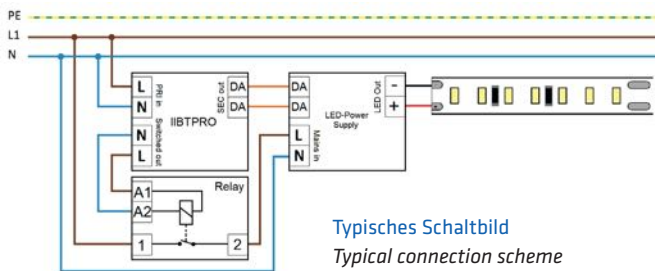 PE
L1
N
L
N
PRI in
N
L
Switched out
IIBTPRO
SEC out
DA
DA
DA
DA
L
N
Mains in
LED-Power
Supply
LED Out
-
+
Relay
A1
A2
1
2
Typisches Schaltbild
Typical connection scheme